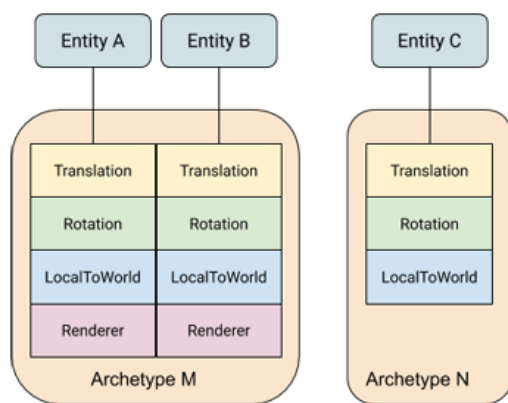 Entity A
Entity B
Entity C
Translation
Translation
Translation
Rotation
Rotation
Rotation
LocalToWorld
LocalToWorld
LocalToWorld
Renderer
Renderer
Archetype M
Archetype N